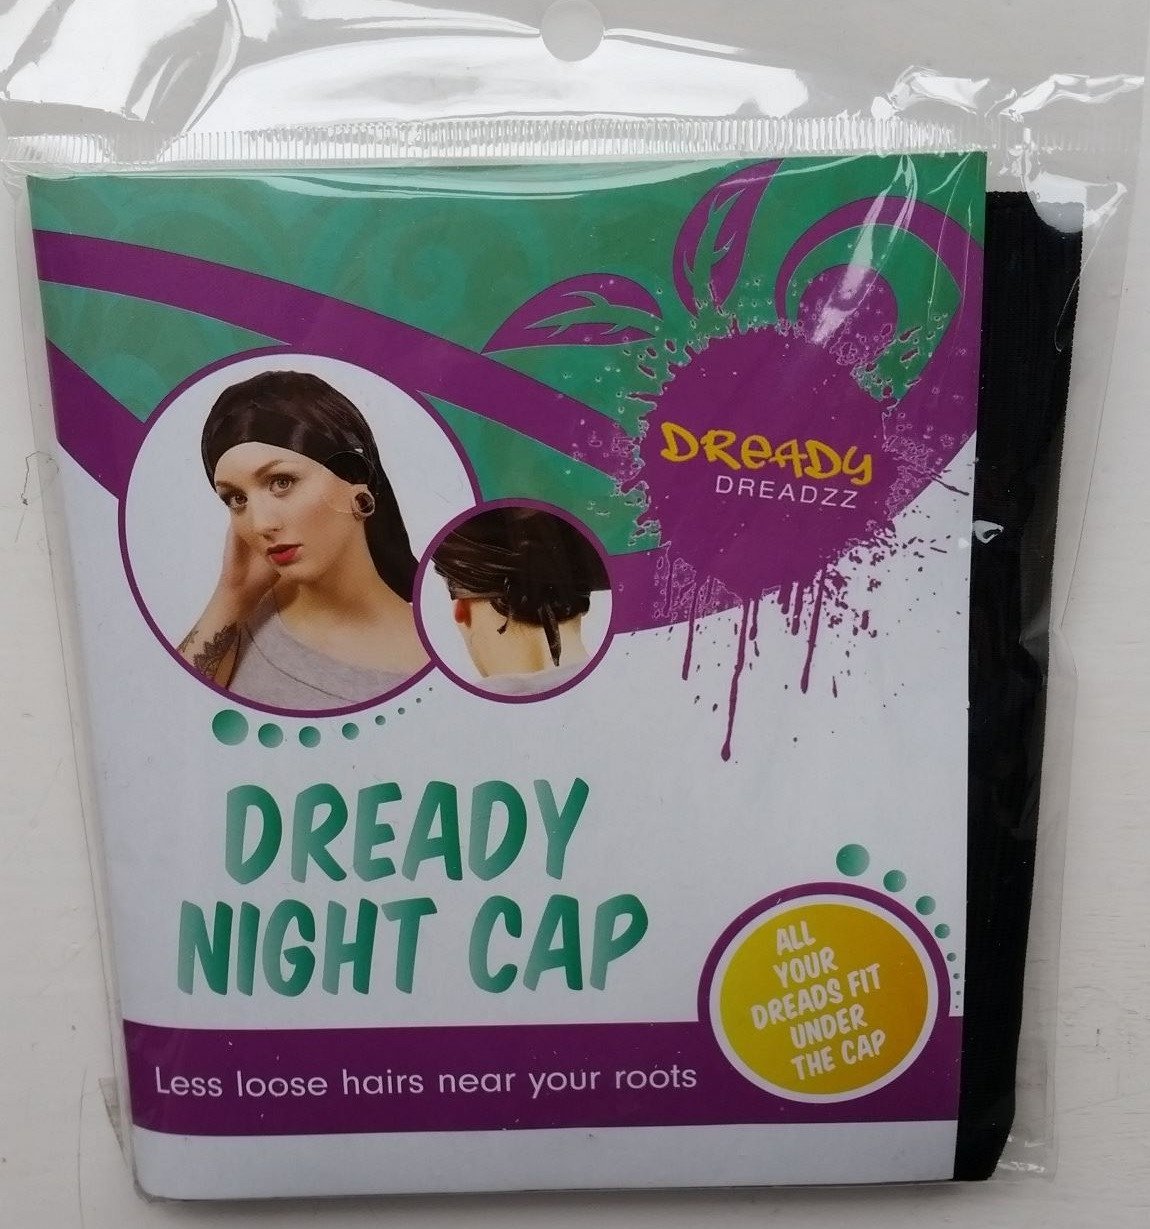 DREADY
DREADZZ
DREADY
NIGHT CAP
ALL
YOUR
DREADS FIT
UNDER
THE CAP
Less loose hairs near your roots